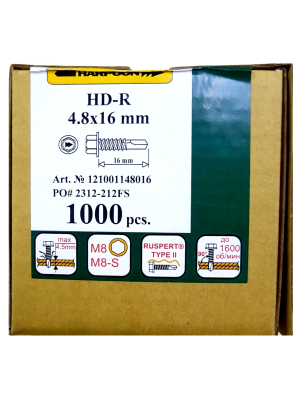 HARPOON
HD-R
4.8x16 mm
16 mm
Art. № 121001148016
PO# 2312-212FS
1000 pcs.
max
4.5mm
M8
M8-S
RUSPERT®
TYPE II
90°
до
1600
об/мин